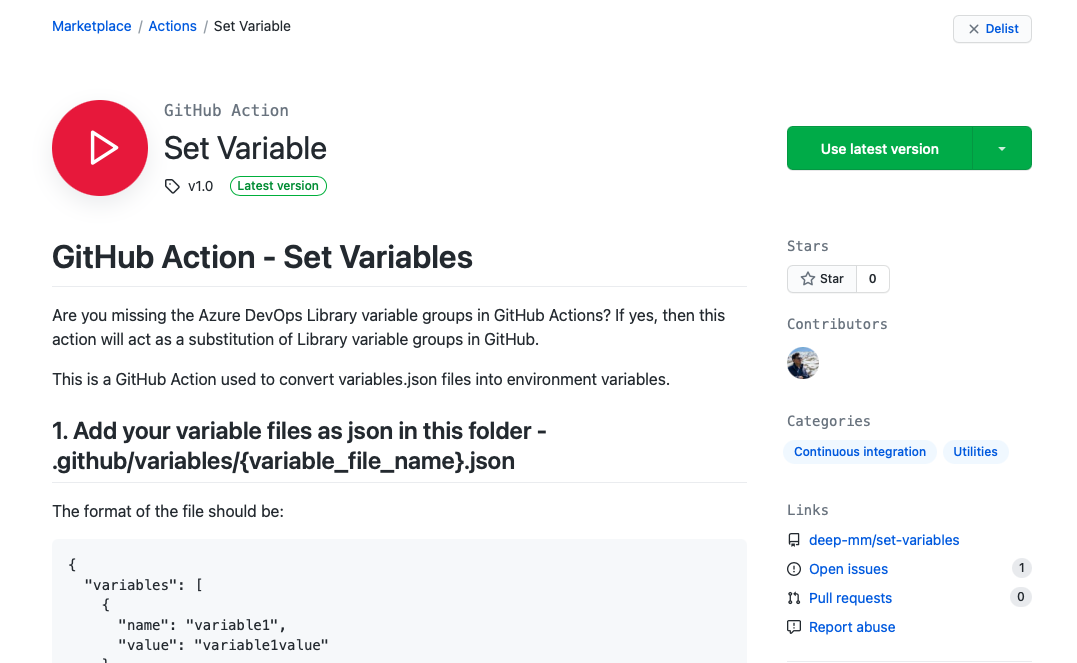 Marketplace / Actions / Set Variable
Delist
GitHub Action
Set Variable
v1.0 Latest version
Use latest version
GitHub Action - Set Variables
Are you missing the Azure DevOps Library variable groups in GitHub Actions? If yes, then this
action will act as a substitution of Library variable groups in GitHub.
This is a GitHub Action used to convert variables.json files into environment variables.
1. Add your variable files as json in this folder -
.github/variables/{variable_file_name}.json
The format of the file should be:
{
"variables": [
{
"name": "variable1",
"value": "variable1value"
}
Stars
Star 0
Contributors
Categories
Continuous integration Utilities
Links
deep-mm/set-variables
Open issues 1
Pull requests 0
Report abuse